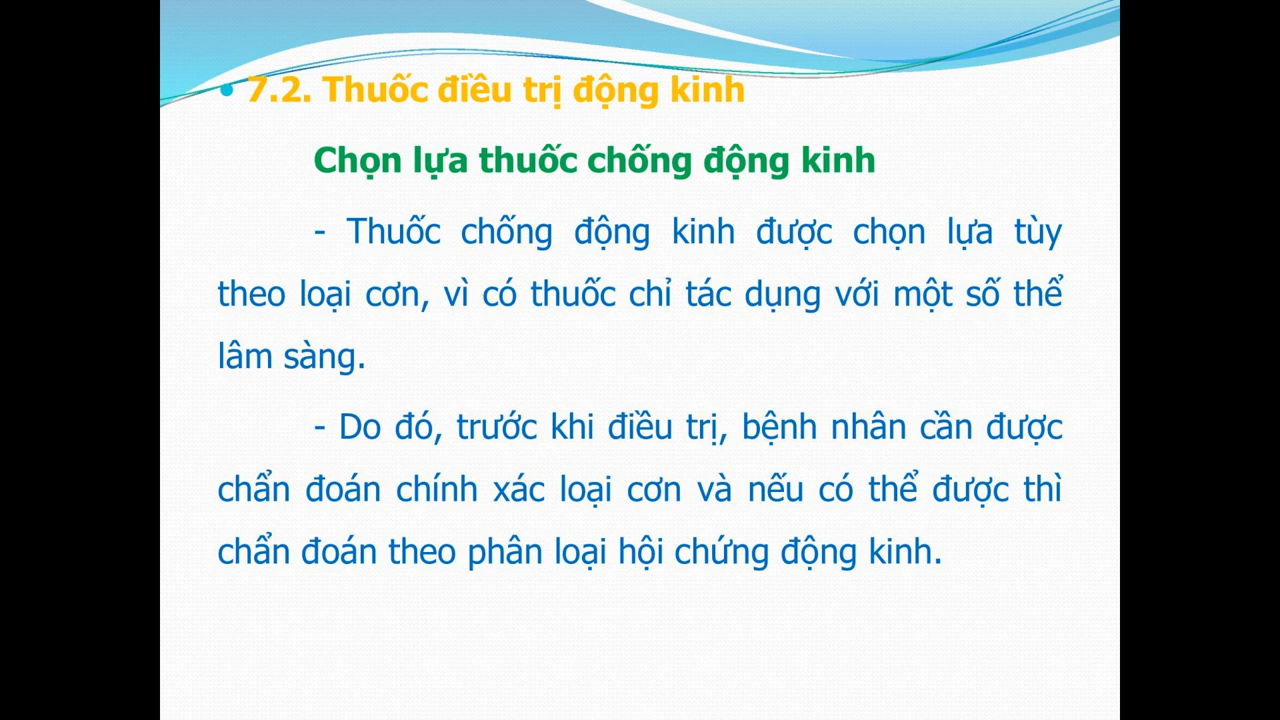 • 7.2. Thuốc điều trị động kinh
Chọn lựa thuốc chống động kinh
- Thuốc chống động kinh được chọn lựa tùy
theo loại cơn, vì có thuốc chỉ tác dụng với một số thể
lâm sàng.
- Do đó, trước khi điều trị, bệnh nhân cần được
chẩn đoán chính xác loại cơn và nếu có thể được thì
chẩn đoán theo phân loại hội chứng động kinh.